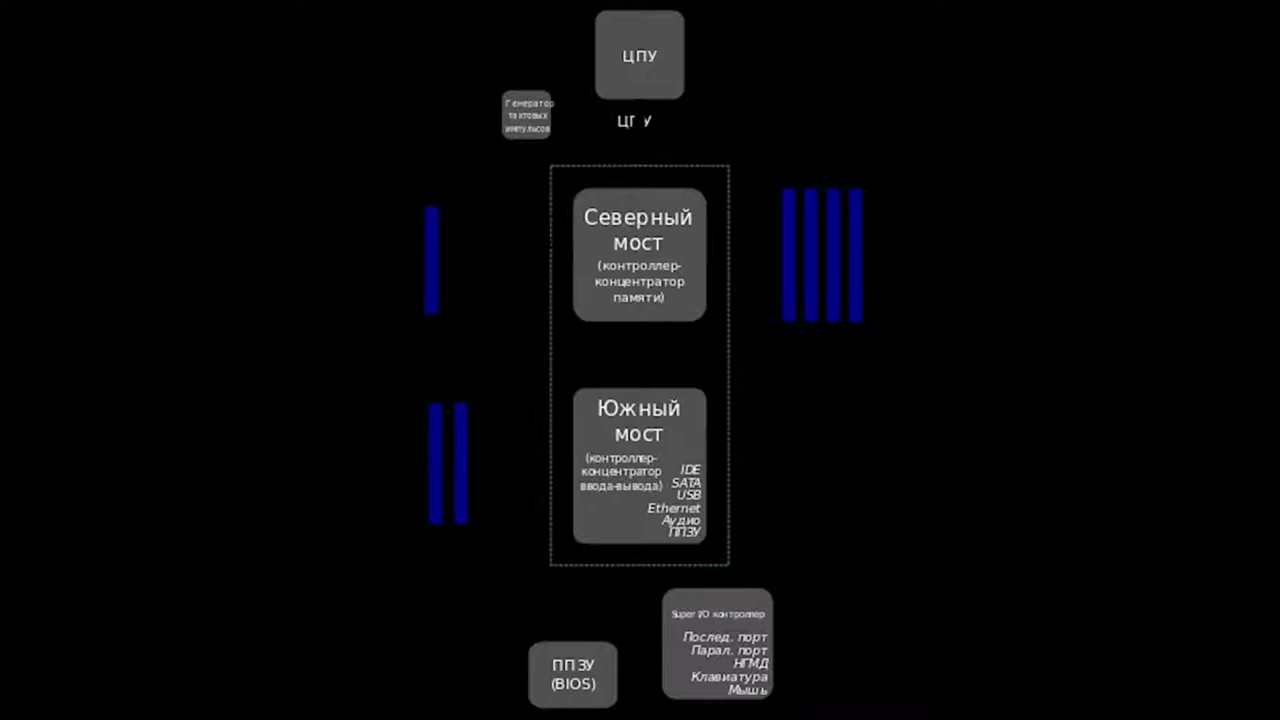 ЦПУ
Генератор
тактовых
импульсов
ЦПУ
Северный
мост
(контроллер-
концентратор
памяти)
Южный
мост
(контроллер-
концентратор
ввода-вывода)
IDE
SATA
USB
Ethernet
Аудио
ППЗУ
Super I/O контроллер
Послед. порт
Парал. порт
НГМД
Клавиатура
Мышь
ППЗУ
(BIOS)